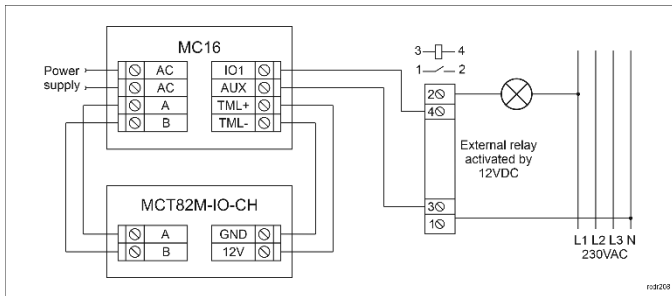 MC16
Power
supply
AC
AC
A
B
IO1
AUX
TML+
TML-
MCT82M-IO-CH
A
B
GND
12V
3 4
1 2
2
4
External relay
activated by
12VDC
3
1
L1 L2 L3 N
230VAC